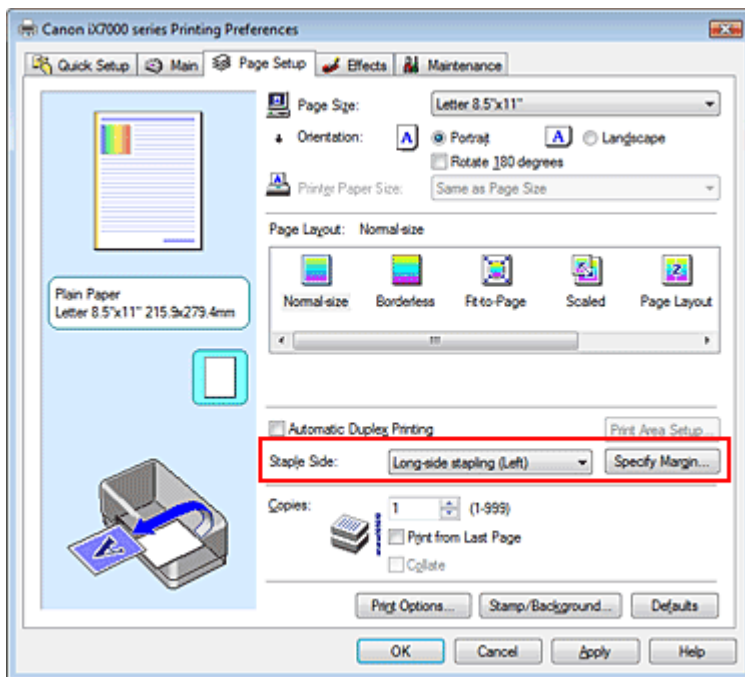 Canon iX7000 series Printing Preferences
Quick Setup Main Page Setup Effects Maintenance
Page Size: Letter 8.5"x11"
Orientation: A Portrait A Landscape
Rotate 180 degrees
Printer Paper Size: Same as Page Size
Page Layout: Normal-size
Normal-size Borderless Fit-to-Page Scaled Page Layout
Plain Paper
Letter 8.5"x11" 215.9x279.4mm
Automatic Duplex Printing Print Area Setup...
Staple Side: Long-side stapling (Left) Specify Margin...
Copies: 1 (1-999)
Print from Last Page
Collate
Print Options... Stamp/Background... Defaults
OK Cancel Apply Help